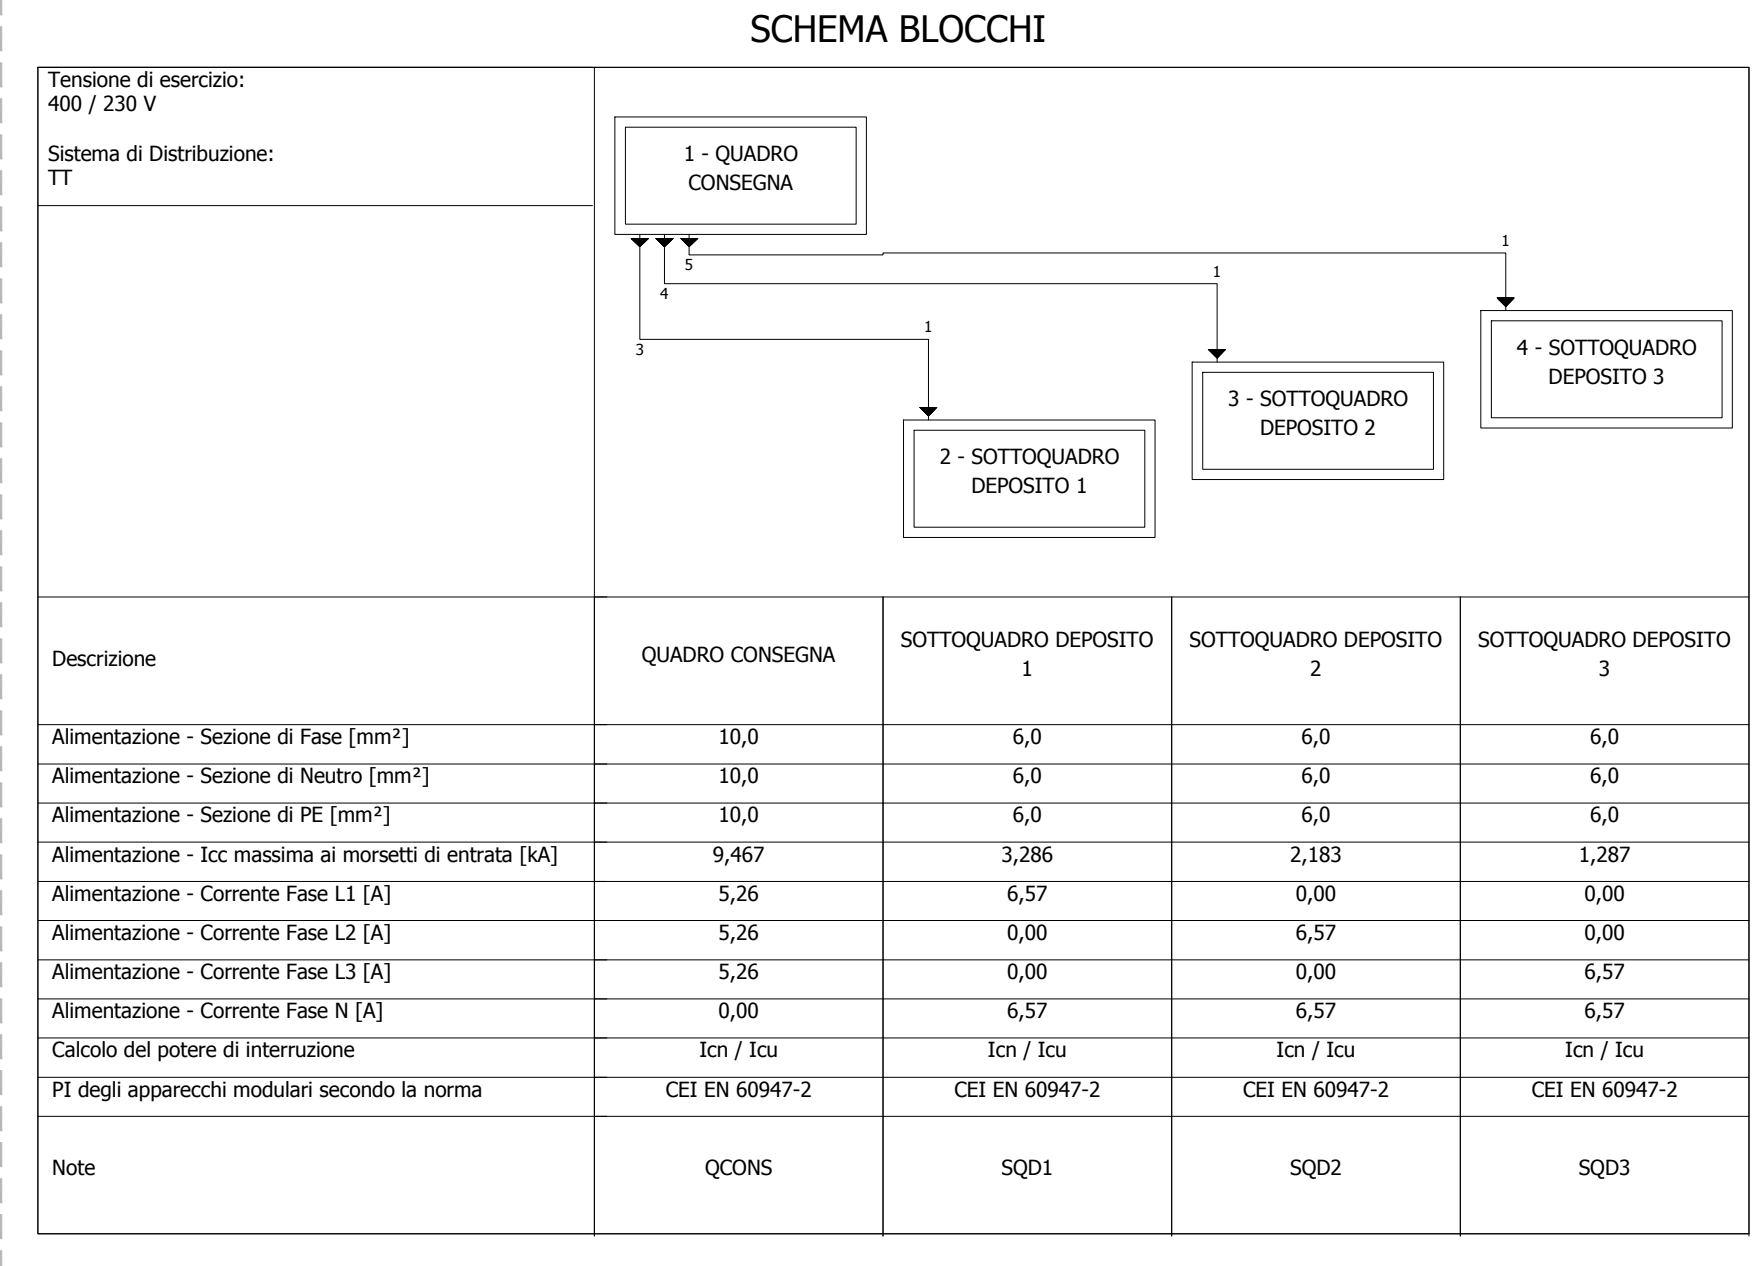 SCHEMA BLOCCHI
Tensione di esercizio:
400 / 230 V
Sistema di Distribuzione:
TT
1 - QUADRO
CONSEGNA
1
5
1
4
1
3
4 - SOTTOQUADRO
DEPOSITO 3
3 - SOTTOQUADRO
DEPOSITO 2
2 - SOTTOQUADRO
DEPOSITO 1
Descrizione QUADRO CONSEGNA SOTTOQUADRO DEPOSITO 1 SOTTOQUADRO DEPOSITO 2 SOTTOQUADRO DEPOSITO 3
Alimentazione - Sezione di Fase [mm²] 10,0 6,0 6,0 6,0
Alimentazione - Sezione di Neutro [mm²] 10,0 6,0 6,0 6,0
Alimentazione - Sezione di PE [mm²] 10,0 6,0 6,0 6,0
Alimentazione - Icc massima ai morsetti di entrata [kA] 9,467 3,286 2,183 1,287
Alimentazione - Corrente Fase L1 [A] 5,26 6,57 0,00 0,00
Alimentazione - Corrente Fase L2 [A] 5,26 0,00 6,57 0,00
Alimentazione - Corrente Fase L3 [A] 5,26 0,00 0,00 6,57
Alimentazione - Corrente Fase N [A] 0,00 6,57 6,57 6,57
Calcolo del potere di interruzione Icn / Icu Icn / Icu Icn / Icu Icn / Icu
PI degli apparecchi modulari secondo la norma CEI EN 60947-2 CEI EN 60947-2 CEI EN 60947-2 CEI EN 60947-2
Note QCONS SQD1 SQD2 SQD3